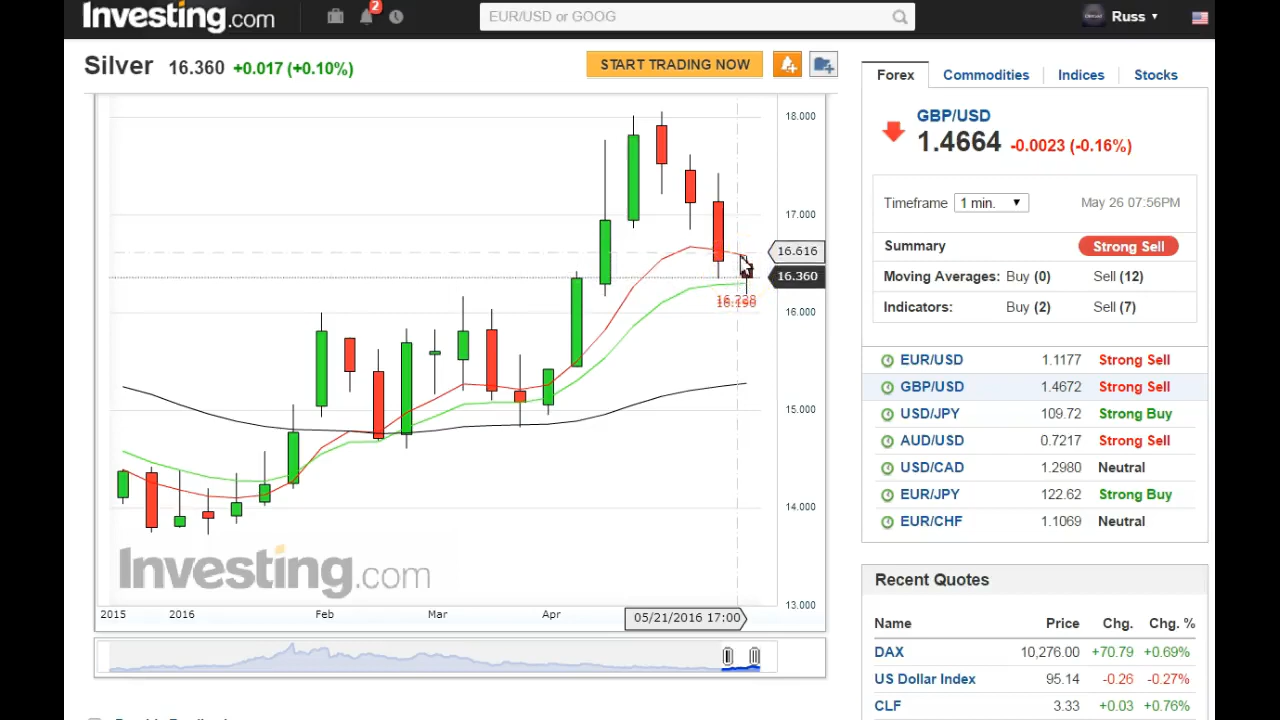 Investing.com
2
EUR/USD or GOOG
Russ ▼
Silver 16.360 +0.017 (+0.10%)
START TRADING NOW
18.000
17.000
16.616
16.360
16.000
15.000
14.000
13.000
Investing.com
2015 2016 Feb Mar Apr 05/21/2016 17:00
Forex Commodities Indices Stocks
GBP/USD
1.4664 -0.0023 (-0.16%)
Timeframe 1 min. ▼ May 26 07:56PM
Summary Strong Sell
Moving Averages: Buy (0) Sell (12)
Indicators: Buy (2) Sell (7)
EUR/USD 1.1177 Strong Sell
GBP/USD 1.4672 Strong Sell
USD/JPY 109.72 Strong Buy
AUD/USD 0.7217 Strong Sell
USD/CAD 1.2980 Neutral
EUR/JPY 122.62 Strong Buy
EUR/CHF 1.1069 Neutral
Recent Quotes
Name Price Chg. Chg. %
DAX 10,276.00 +70.79 +0.69%
US Dollar Index 95.14 -0.26 -0.27%
CLF 3.33 +0.03 +0.76%